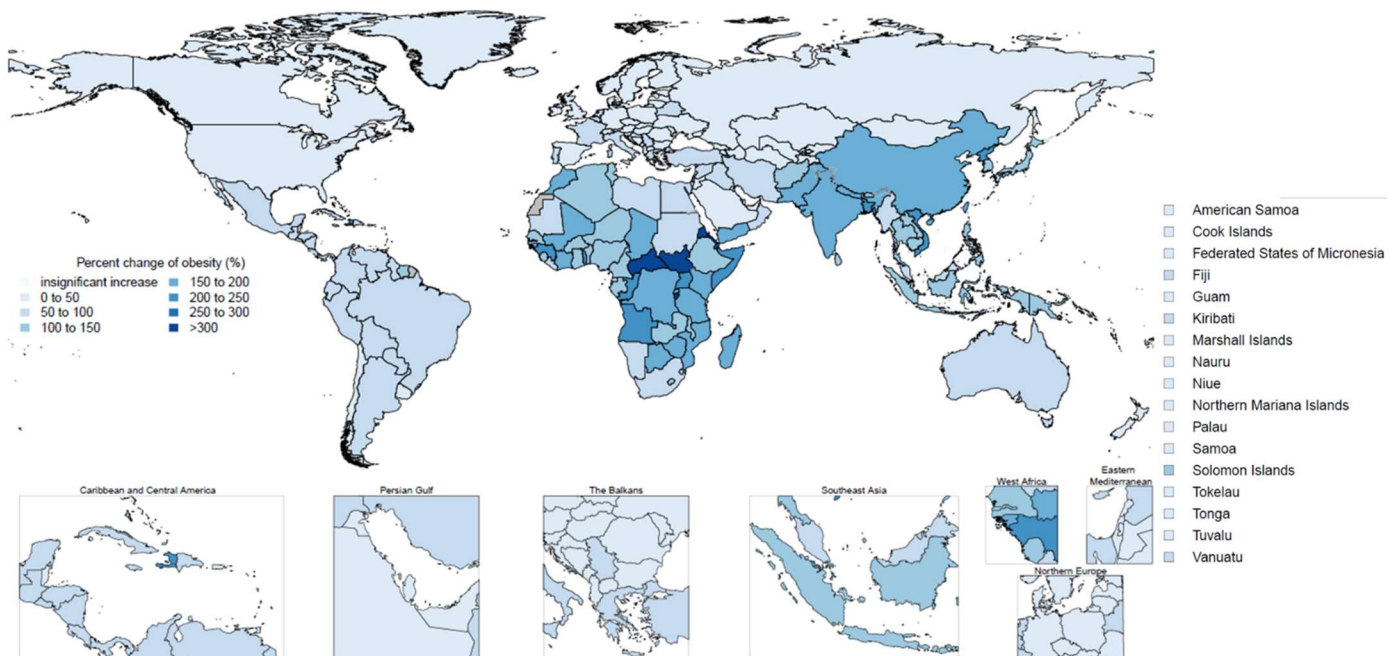 Percent change of obesity (%)
insignificant increase
0 to 50
50 to 100
100 to 150
150 to 200
200 to 250
250 to 300
>300
American Samoa
Cook Islands
Federated States of Micronesia
Fiji
Guam
Kiribati
Marshall Islands
Nauru
Niue
Northern Mariana Islands
Palau
Samoa
Solomon Islands
Tokelau
Tonga
Tuvalu
Vanuatu
Caribbean and Central America
Persian Gulf
The Balkans
Southeast Asia
West Africa
Eastern
Mediterranean
Northern Europe